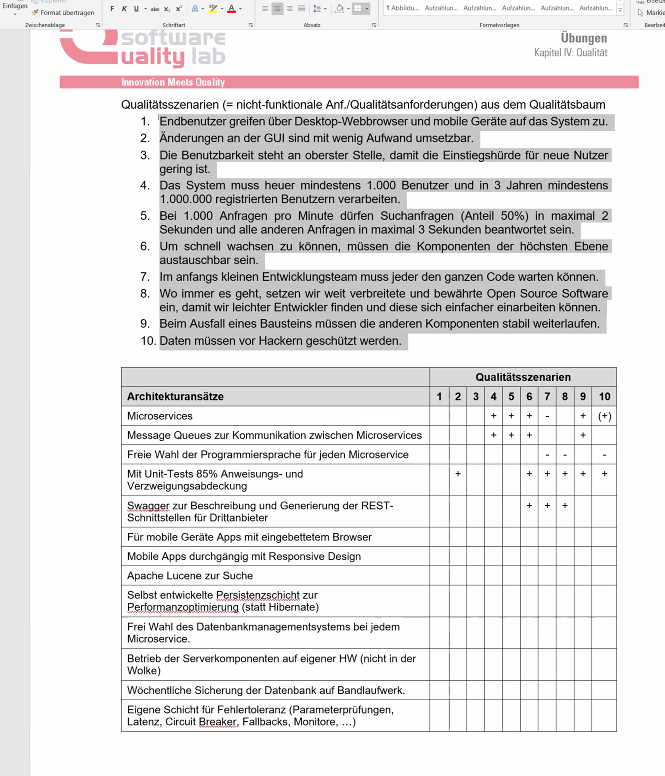 Einfügen
Format übertragen
F K U abc x₂ x²
¶ Abbildu... Aufzählun... Aufzählun... Aufzählun... Aufzählun... Aufzählun...
Markie
Zwischenablage Schriftart Absatz Formatvorlagen Bearbeit
software
uality lab
Übungen
Kapitel IV: Qualität
Innovation Meets Quality
Qualitätsszenarien (= nicht-funktionale Anf./Qualitätsanforderungen) aus dem Qualitätsbaum
1. Endbenutzer greifen über Desktop-Webbrowser und mobile Geräte auf das System zu.
2. Änderungen an der GUI sind mit wenig Aufwand umsetzbar.
3. Die Benutzbarkeit steht an oberster Stelle, damit die Einstiegshürde für neue Nutzer
gering ist.
4. Das System muss heuer mindestens 1.000 Benutzer und in 3 Jahren mindestens
1.000.000 registrierten Benutzern verarbeiten.
5. Bei 1.000 Anfragen pro Minute dürfen Suchanfragen (Anteil 50%) in maximal 2
Sekunden und alle anderen Anfragen in maximal 3 Sekunden beantwortet sein.
6. Um schnell wachsen zu können, müssen die Komponenten der höchsten Ebene
austauschbar sein.
7. Im anfangs kleinen Entwicklungsteam muss jeder den ganzen Code warten können.
8. Wo immer es geht, setzen wir weit verbreitete und bewährte Open Source Software
ein, damit wir leichter Entwickler finden und diese sich einfacher einarbeiten können.
9. Beim Ausfall eines Bausteins müssen die anderen Komponenten stabil weiterlaufen.
10. Daten müssen vor Hackern geschützt werden.
Qualitätsszenarien
Architekturansätze 1 2 3 4 5 6 7 8 9 10
Microservices + + + - + (+)
Message Queues zur Kommunikation zwischen Microservices + + + +
Freie Wahl der Programmiersprache für jeden Microservice - - -
Mit Unit-Tests 85% Anweisungs- und
Verzweigungsabdeckung + + + + + +
Swagger zur Beschreibung und Generierung der REST-
Schnittstellen für Drittanbieter + + +
Für mobile Geräte Apps mit eingebettetem Browser
Mobile Apps durchgängig mit Responsive Design
Apache Lucene zur Suche
Selbst entwickelte Persistenzschicht zur
Performanzoptimierung (statt Hibernate)
Frei Wahl des Datenbankmanagementsystems bei jedem
Microservice.
Betrieb der Serverkomponenten auf eigener HW (nicht in der
Wolke)
Wöchentliche Sicherung der Datenbank auf Bandlaufwerk.
Eigene Schicht für Fehlertoleranz (Parameterprüfungen,
Latenz, Circuit Breaker, Fallbacks, Monitore, …)